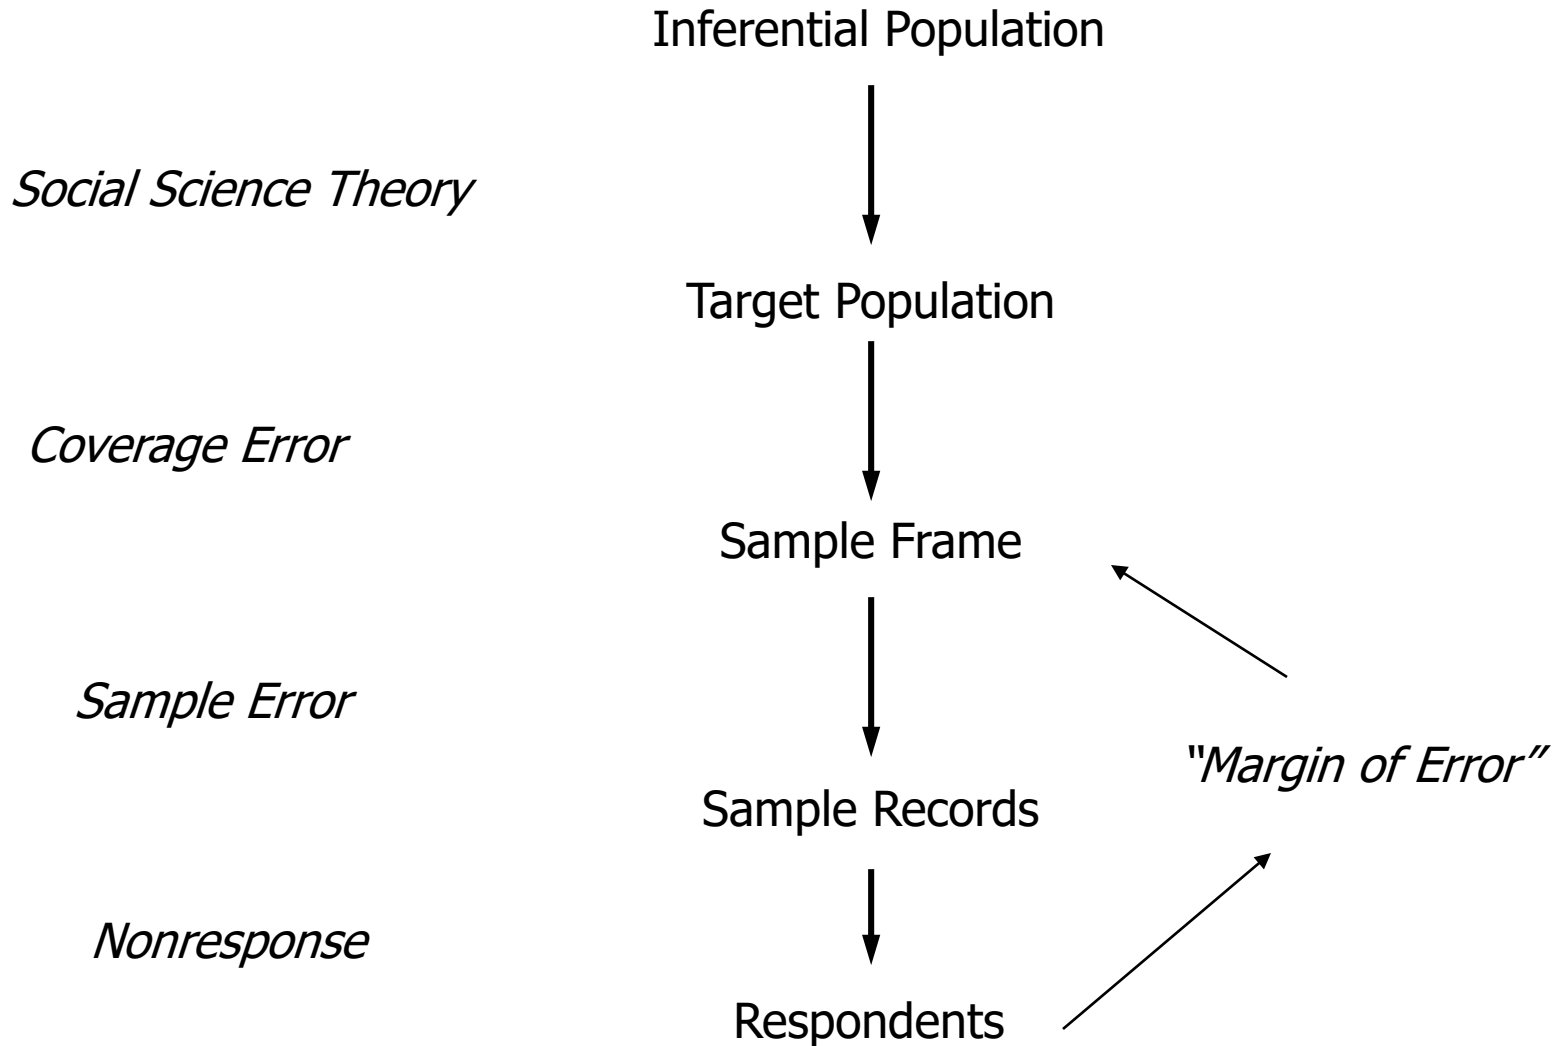 Inferential Population
Social Science Theory
Target Population
Coverage Error
Sample Frame
Sample Error
“Margin of Error”
Sample Records
Nonresponse
Respondents